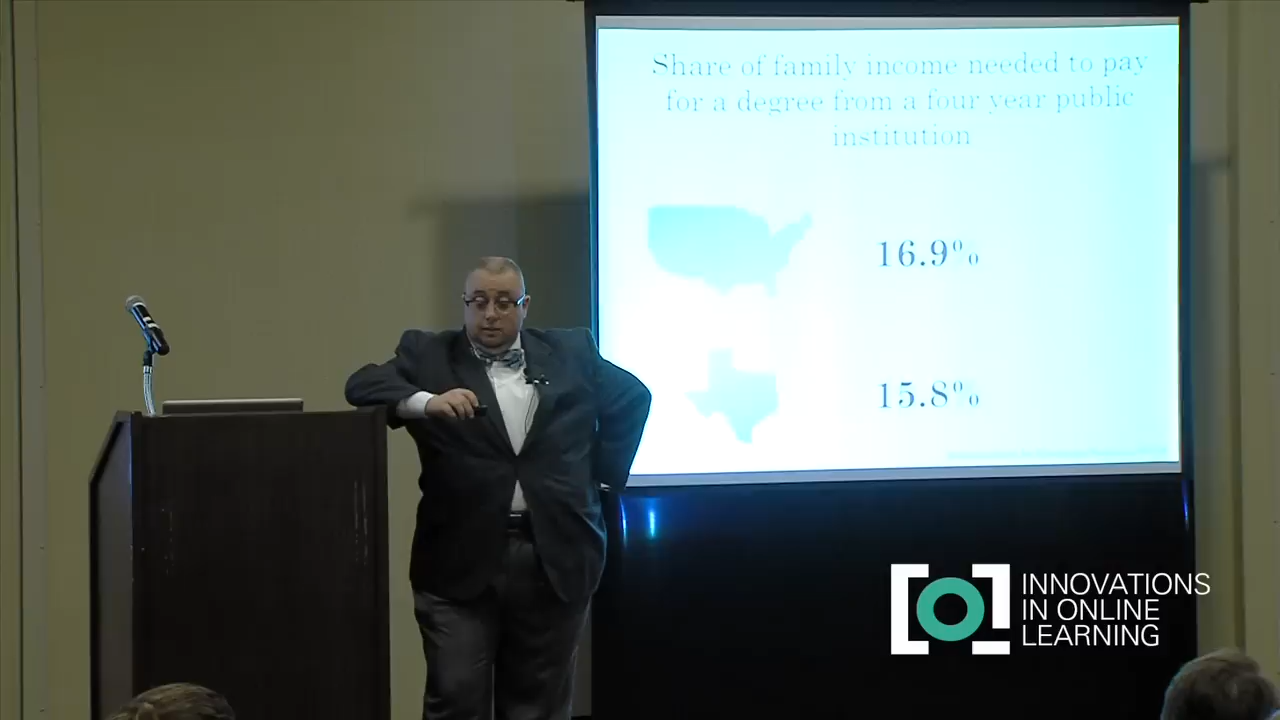 Share of family income needed to pay
for a degree from a four year public
institution
16.9%
15.8%
INNOVATIONS
IN ONLINE
LEARNING